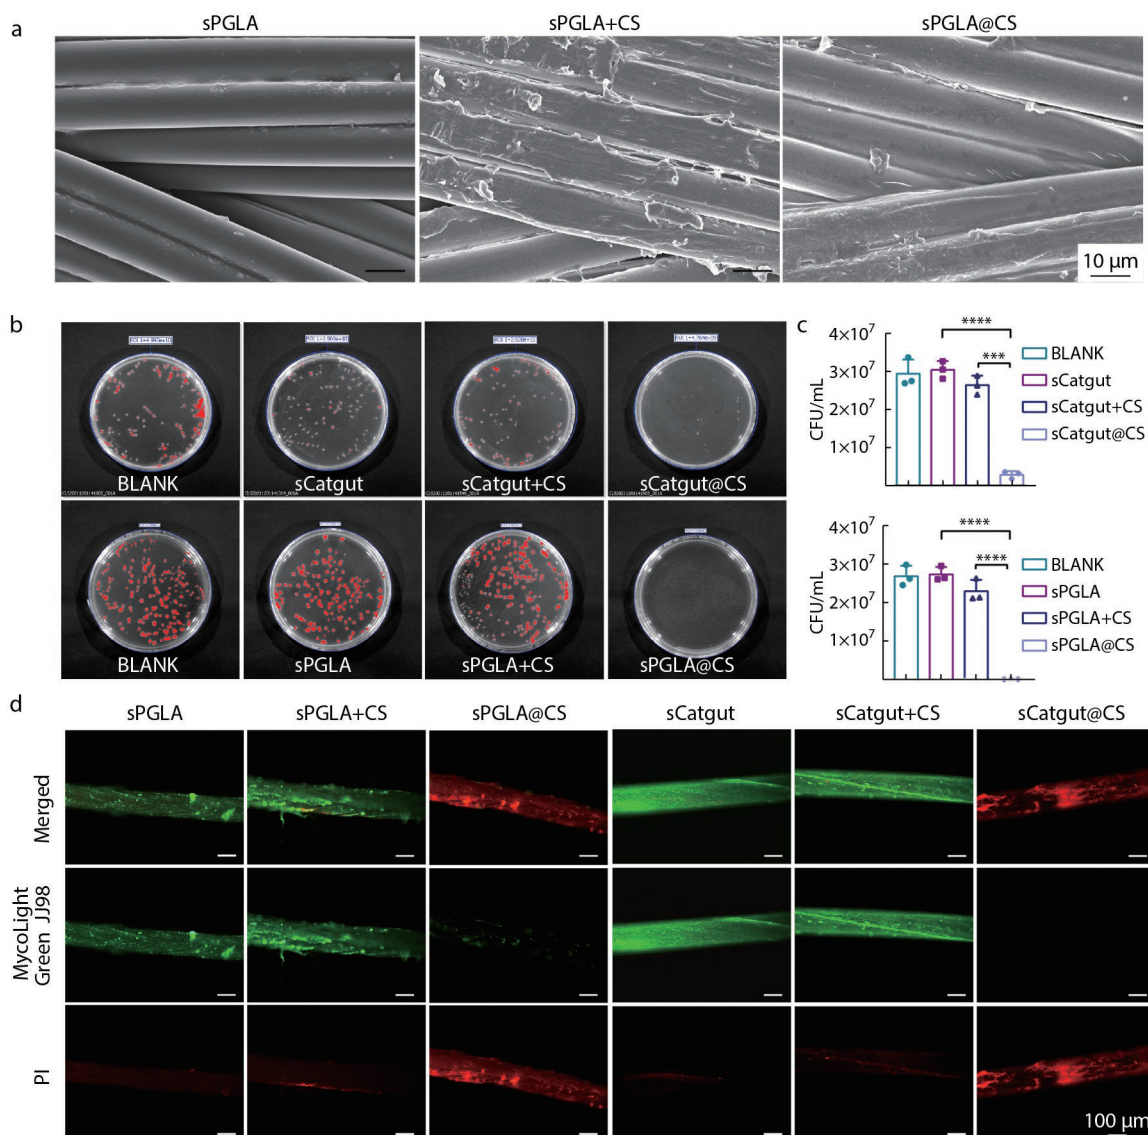 a
sPGLA
sPGLA+CS
sPGLA@CS
10 μm
b
BLANK
sCatgut
sCatgut+CS
sCatgut@CS
BLANK
sPGLA
sPGLA+CS
sPGLA@CS
c
CFU/mL
4×10⁷
3×10⁷
2×10⁷
1×10⁷
****
***
BLANK
sCatgut
sCatgut+CS
sCatgut@CS
CFU/mL
4×10⁷
3×10⁷
2×10⁷
1×10⁷
****
****
BLANK
sPGLA
sPGLA+CS
sPGLA@CS
d
sPGLA
sPGLA+CS
sPGLA@CS
sCatgut
sCatgut+CS
sCatgut@CS
Merged
MycoLight
Green JJ98
PI
100 μm